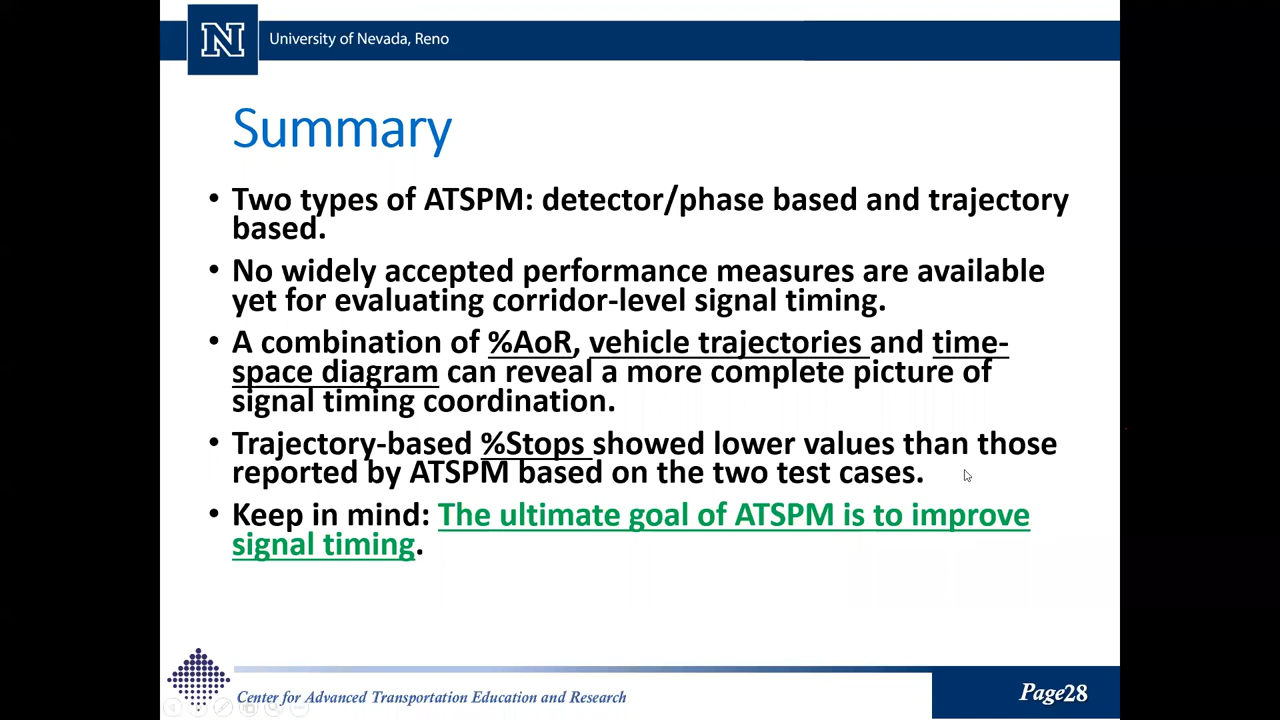 N
University of Nevada, Reno
Summary
• Two types of ATSPM: detector/phase based and trajectory
based.
• No widely accepted performance measures are available
yet for evaluating corridor-level signal timing.
• A combination of %AoR, vehicle trajectories and time-
space diagram can reveal a more complete picture of
signal timing coordination.
• Trajectory-based %Stops showed lower values than those
reported by ATSPM based on the two test cases.
• Keep in mind: The ultimate goal of ATSPM is to improve
signal timing.
Center for Advanced Transportation Education and Research
Page28